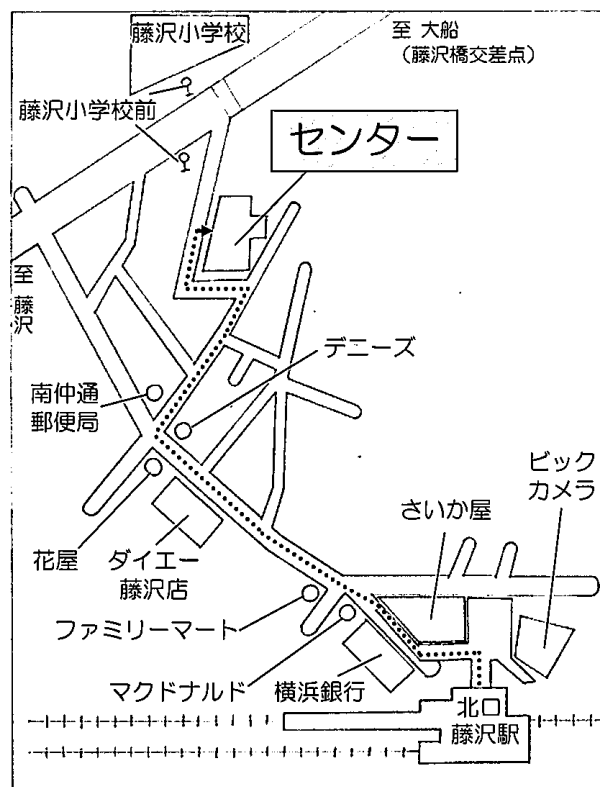 藤沢小学校
至 大船
（藤沢橋交差点）
藤沢小学校前
センター
至
藤沢
デニーズ
南仲通
郵便局
ビック
カメラ
さいか屋
花屋
ダイエー
藤沢店
ファミリーマート
マクドナルド
横浜銀行
北口
藤沢駅